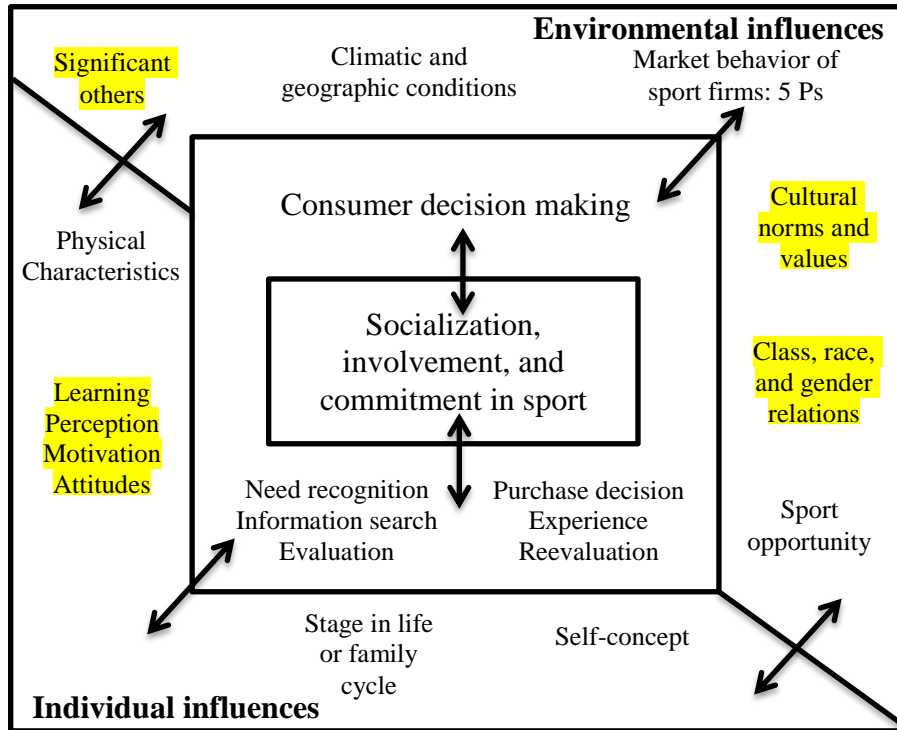 Environmental influences
Significant
others
Climatic and
geographic conditions
Market behavior of
sport firms: 5 Ps
Consumer decision making
Cultural
norms and
values
Physical
Characteristics
Socialization,
involvement, and
commitment in sport
Class, race,
and gender
relations
Learning
Perception
Motivation
Attitudes
Need recognition
Information search
Evaluation
Purchase decision
Experience
Reevaluation
Sport
opportunity
Stage in life
or family
cycle
Self-concept
Individual influences